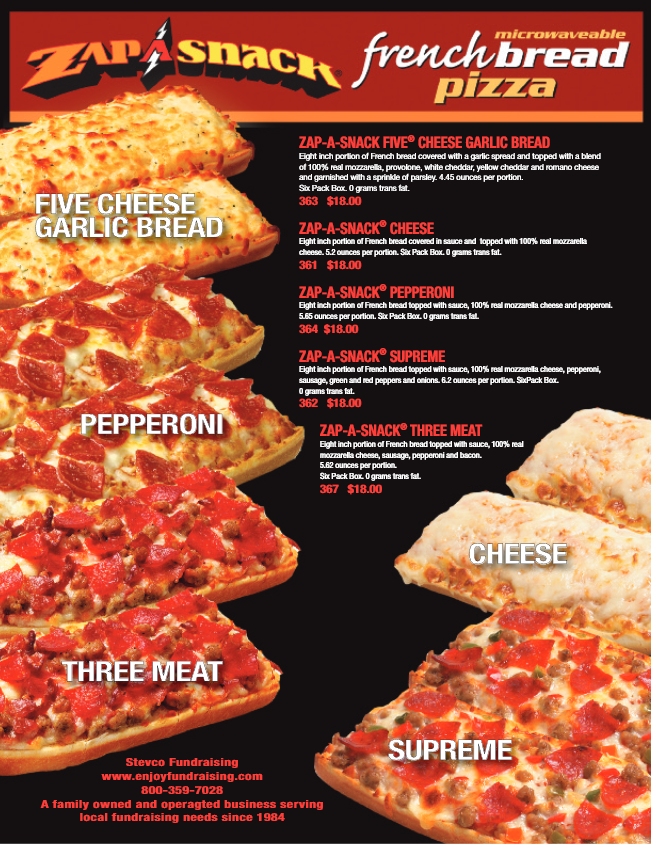 ZAP A SNACK
microwaveable
french bread
pizza
ZAP-A-SNACK FIVE® CHEESE GARLIC BREAD
Eight inch portion of French bread covered with a garlic spread and topped with a blend
of 100% real mozzarella, provolone, white cheddar, yellow cheddar and romano cheese
and garnished with a sprinkle of parsley. 4.45 ounces per portion.
Six Pack Box. 0 grams trans fat.
363 $18.00
FIVE CHEESE
GARLIC BREAD
ZAP-A-SNACK® CHEESE
Eight inch portion of French bread covered in sauce and topped with 100% real mozzarella
cheese. 5.2 ounces per portion. Six Pack Box. 0 grams trans fat.
361 $18.00
ZAP-A-SNACK® PEPPERONI
Eight inch portion of French bread topped with sauce, 100% real mozzarella cheese and pepperoni.
5.65 ounces per portion. Six Pack Box. 0 grams trans fat.
364 $18.00
ZAP-A-SNACK® SUPREME
Eight inch portion of French bread topped with sauce, 100% real mozzarella cheese, pepperoni,
sausage, green and red peppers and onions. 6.2 ounces per portion. SixPack Box.
0 grams trans fat.
362 $18.00
PEPPERONI
ZAP-A-SNACK® THREE MEAT
Eight inch portion of French bread topped with sauce, 100% real
mozzarella cheese, sausage, pepperoni and bacon.
5.62 ounces per portion.
Six Pack Box. 0 grams trans fat.
367 $18.00
CHEESE
THREE MEAT
SUPREME
Stevco Fundraising
www.enjoyfundraising.com
800-359-7028
A family owned and operagted business serving
local fundraising needs since 1984